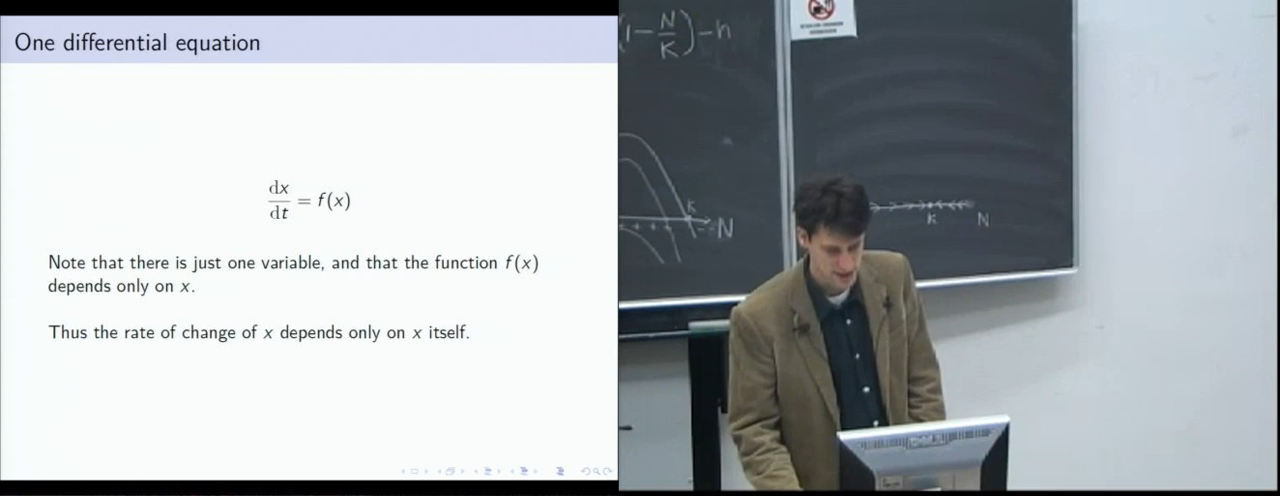 One differential equation
dx/dt = f(x)
Note that there is just one variable, and that the function f(x)
depends only on x.
Thus the rate of change of x depends only on x itself.
(1-N/K)-h
K
N
K
N